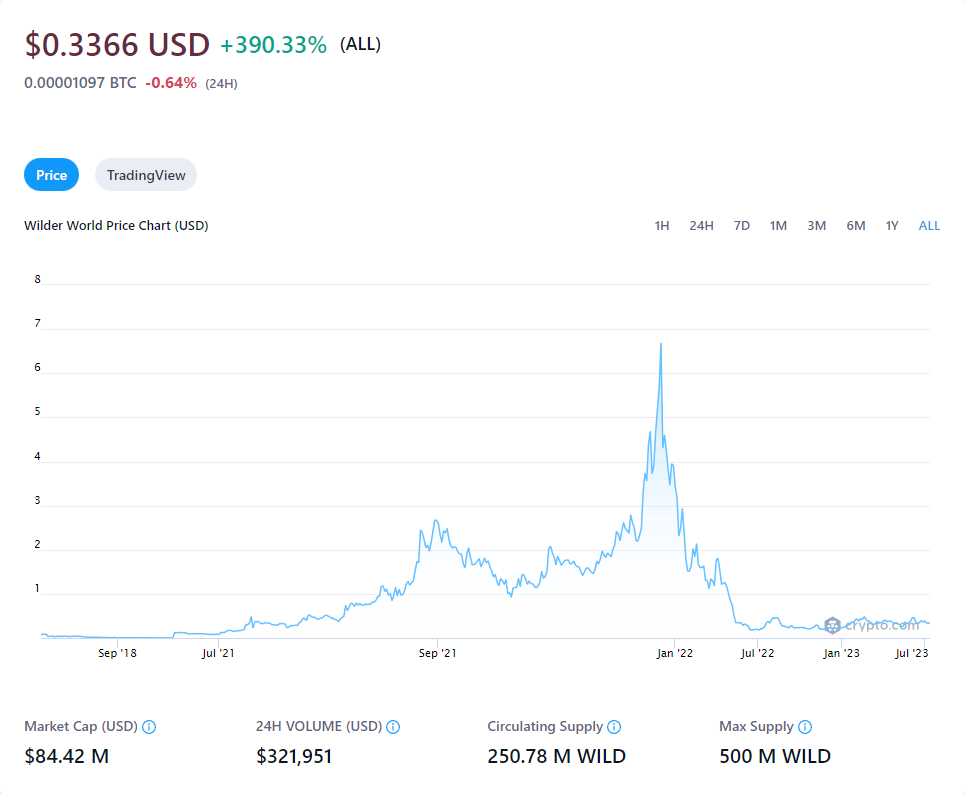 $0.3366 USD +390.33% (ALL)
0.00001097 BTC -0.64% (24H)
Price TradingView
Wilder World Price Chart (USD) 1H 24H 7D 1M 3M 6M 1Y ALL
8
7
6
5
4
3
2
1
crypto.com
Sep '18 Jul '21 Sep '21 Jan '22 Jul '22 Jan '23 Jul '23
Market Cap (USD) 24H VOLUME (USD) Circulating Supply Max Supply
$84.42 M $321,951 250.78 M WILD 500 M WILD